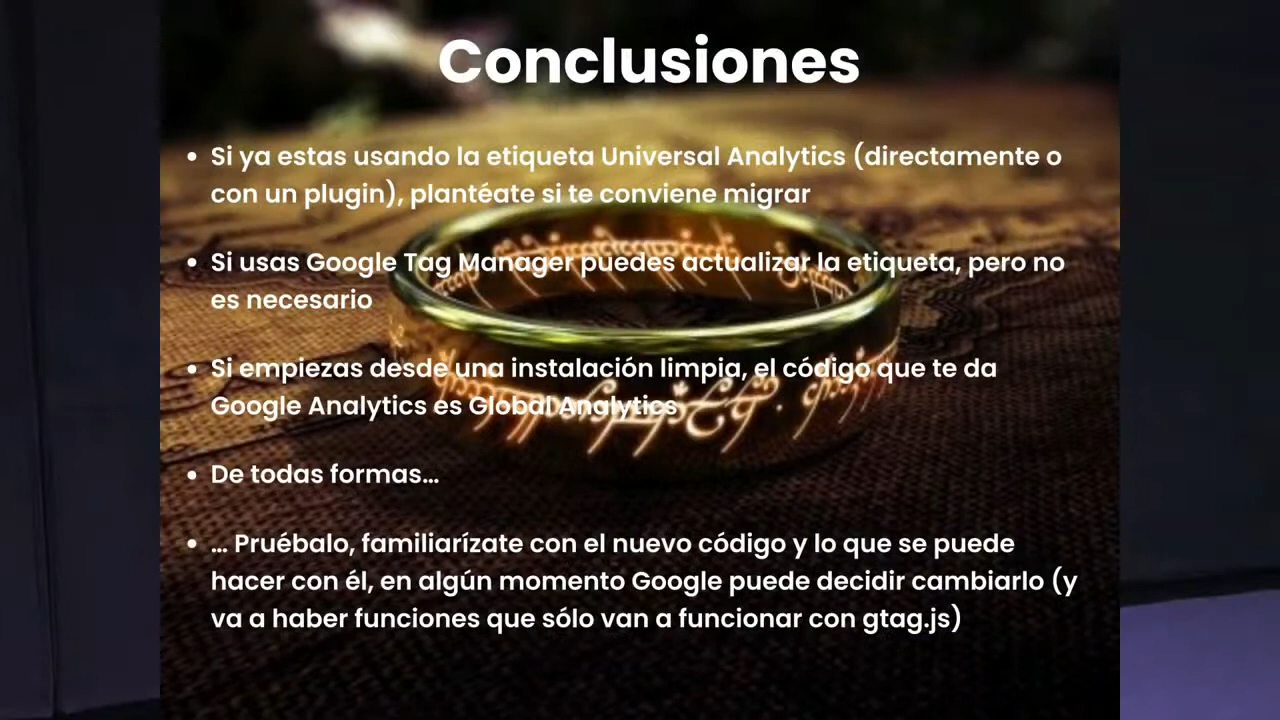 Conclusiones
• Si ya estas usando la etiqueta Universal Analytics (directamente o
con un plugin), plantéate si te conviene migrar
• Si usas Google Tag Manager puedes actualizar la etiqueta, pero no
es necesario
• Si empiezas desde una instalación limpia, el código que te da
Google Analytics es Global Analytics
• De todas formas...
• ... Pruébalo, familiarízate con el nuevo código y lo que se puede
hacer con él, en algún momento Google puede decidir cambiarlo (y
va a haber funciones que sólo van a funcionar con gtag.js)